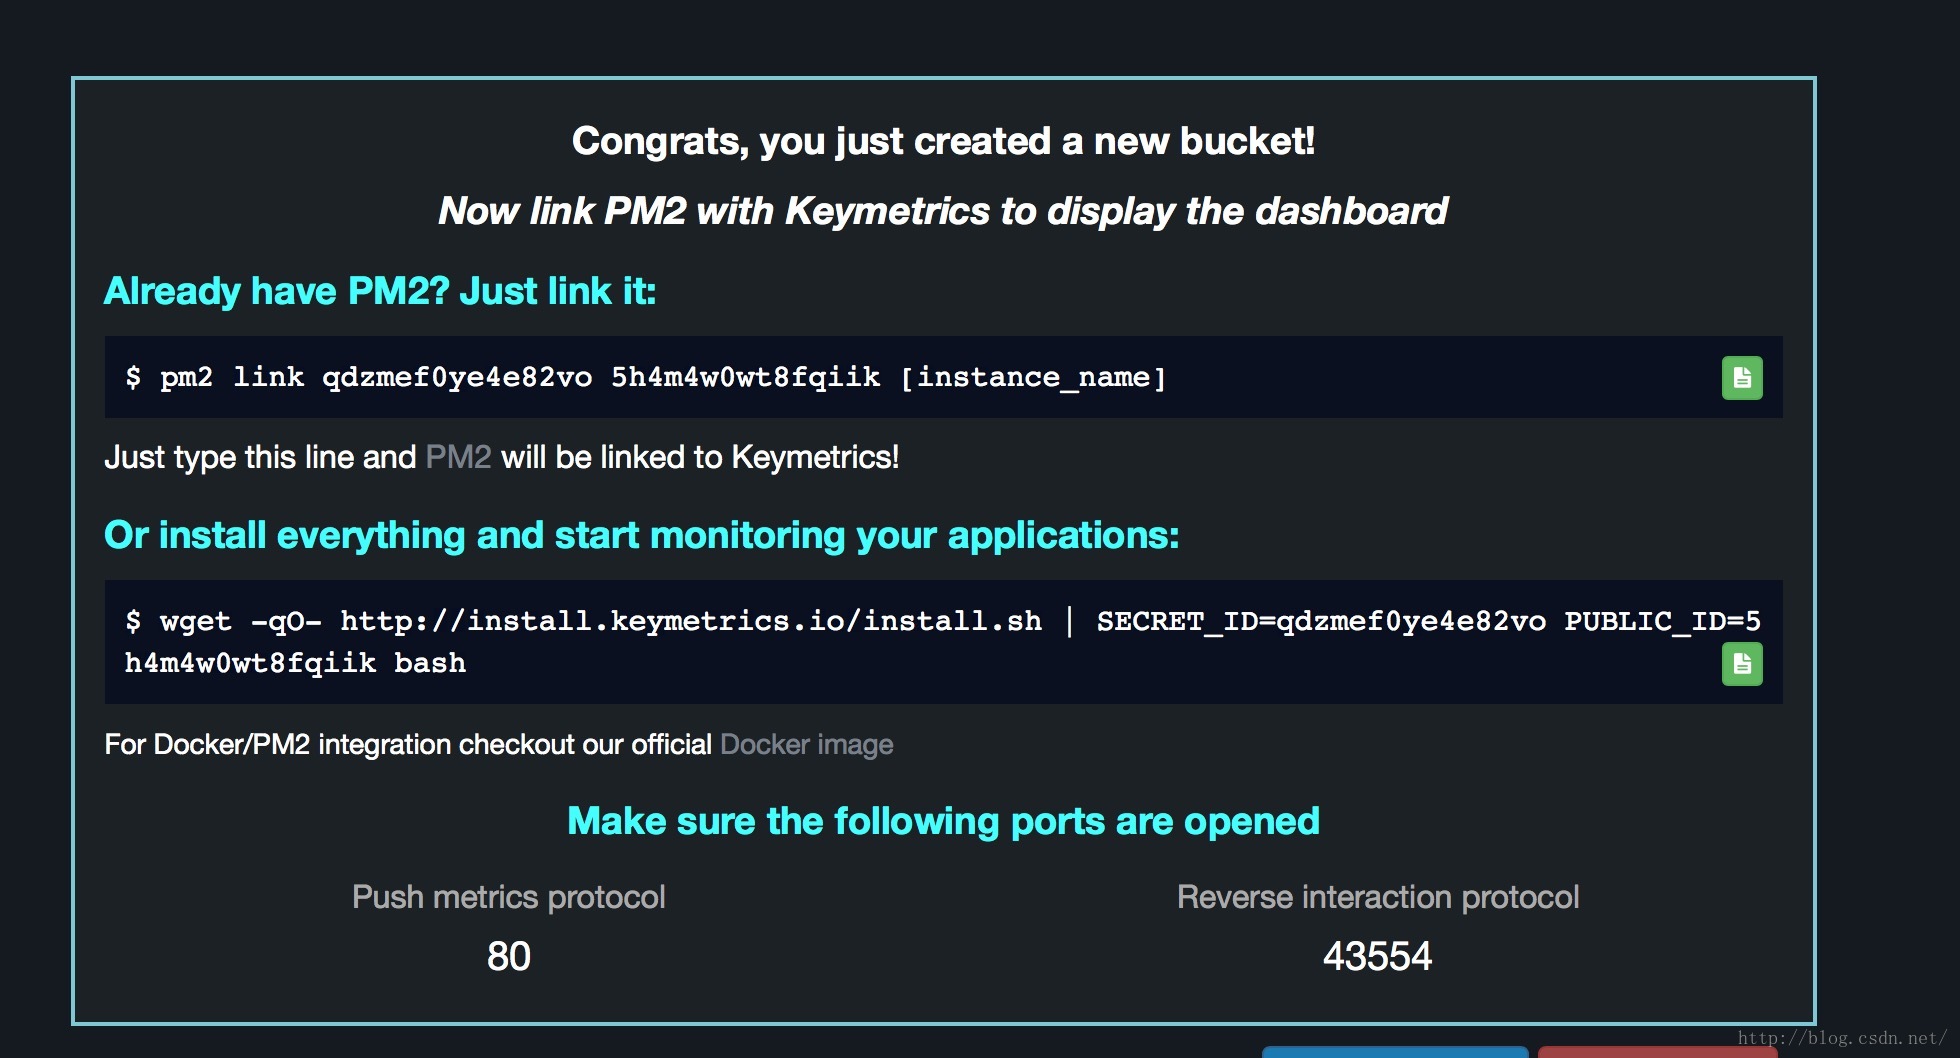 Congrats, you just created a new bucket!
Now link PM2 with Keymetrics to display the dashboard
Already have PM2? Just link it:
$ pm2 link qdzmef0ye4e82vo 5h4m4w0wt8fqiik [instance_name]
Just type this line and PM2 will be linked to Keymetrics!
Or install everything and start monitoring your applications:
$ wget -qO- http://install.keymetrics.io/install.sh | SECRET_ID=qdzmef0ye4e82vo PUBLIC_ID=5
h4m4w0wt8fqiik bash
For Docker/PM2 integration checkout our official Docker image
Make sure the following ports are opened
Push metrics protocol
80
Reverse interaction protocol
43554
http://blog.csdn.net/